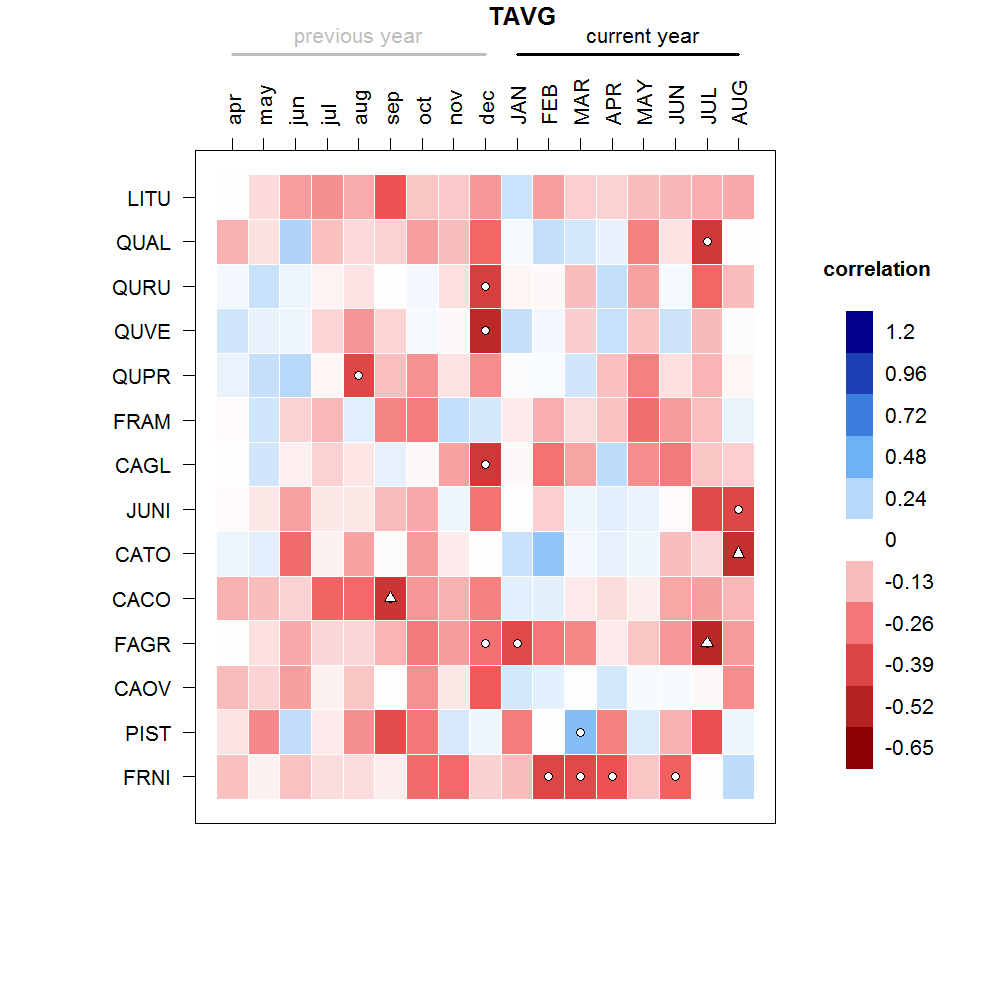 TAVG
previous year current year
apr may jun jul aug sep oct nov dec JAN FEB MAR APR MAY JUN JUL AUG
LITU
QUAL
QURU
QUVE
QUPR
FRAM
CAGL
JUNI
CATO
CACO
FAGR
CAOV
PIST
FRNI
correlation
1.2
0.96
0.72
0.48
0.24
0
-0.13
-0.26
-0.39
-0.52
-0.65